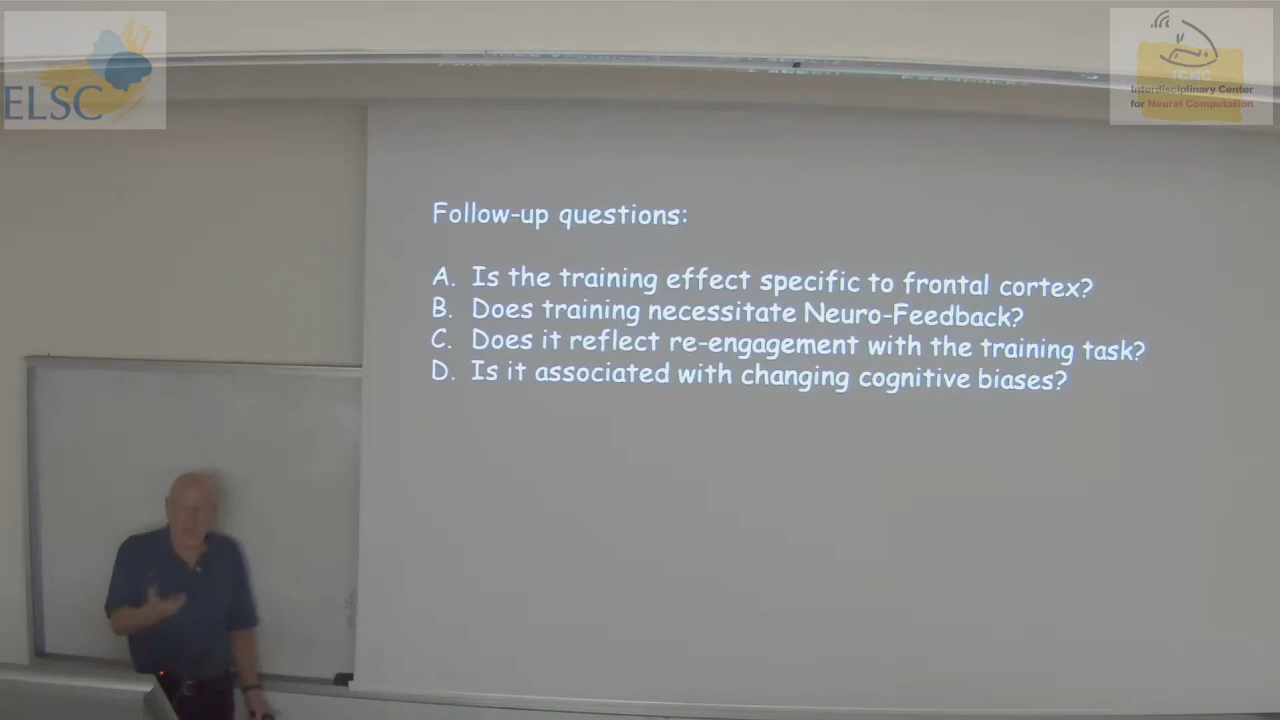 ELSC
ICNC
Interdisciplinary Center
for Neural Computation
Follow-up questions:
A. Is the training effect specific to frontal cortex?
B. Does training necessitate Neuro-Feedback?
C. Does it reflect re-engagement with the training task?
D. Is it associated with changing cognitive biases?